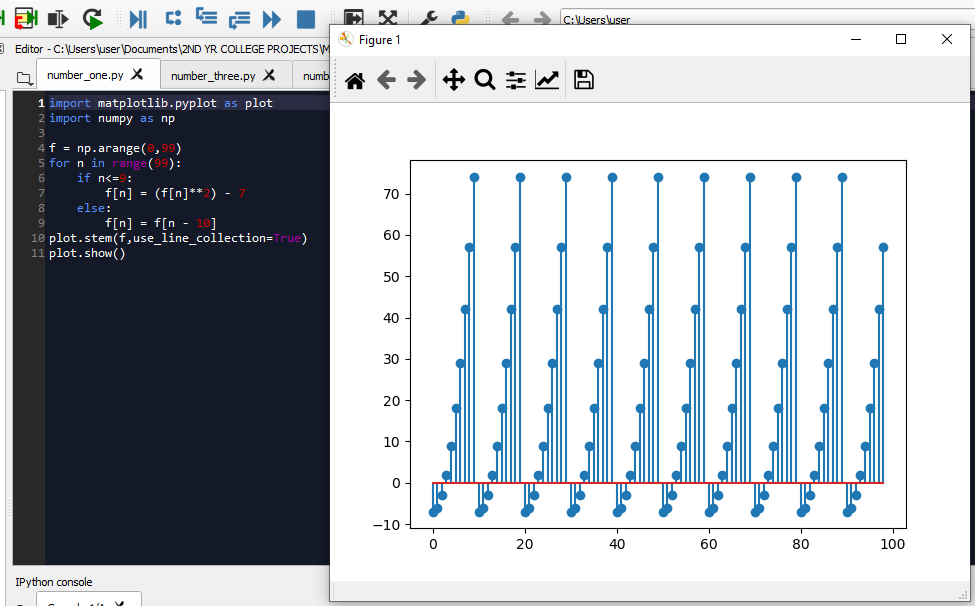 C:\Users\user
Editor - C:\Users\user\Documents\2ND YR COLLEGE PROJECTS\M
number_one.py
number_three.py
numb
1 import matplotlib.pyplot as plot
2 import numpy as np
3
4 f = np.arange(0,99)
5 for n in range(99):
6     if n<=9:
7         f[n] = (f[n]**2) - 7
8     else:
9         f[n] = f[n - 10]
10 plot.stem(f,use_line_collection=True)
11 plot.show()
IPython console
Figure 1
70
60
50
40
30
20
10
0
−10
0 20 40 60 80 100